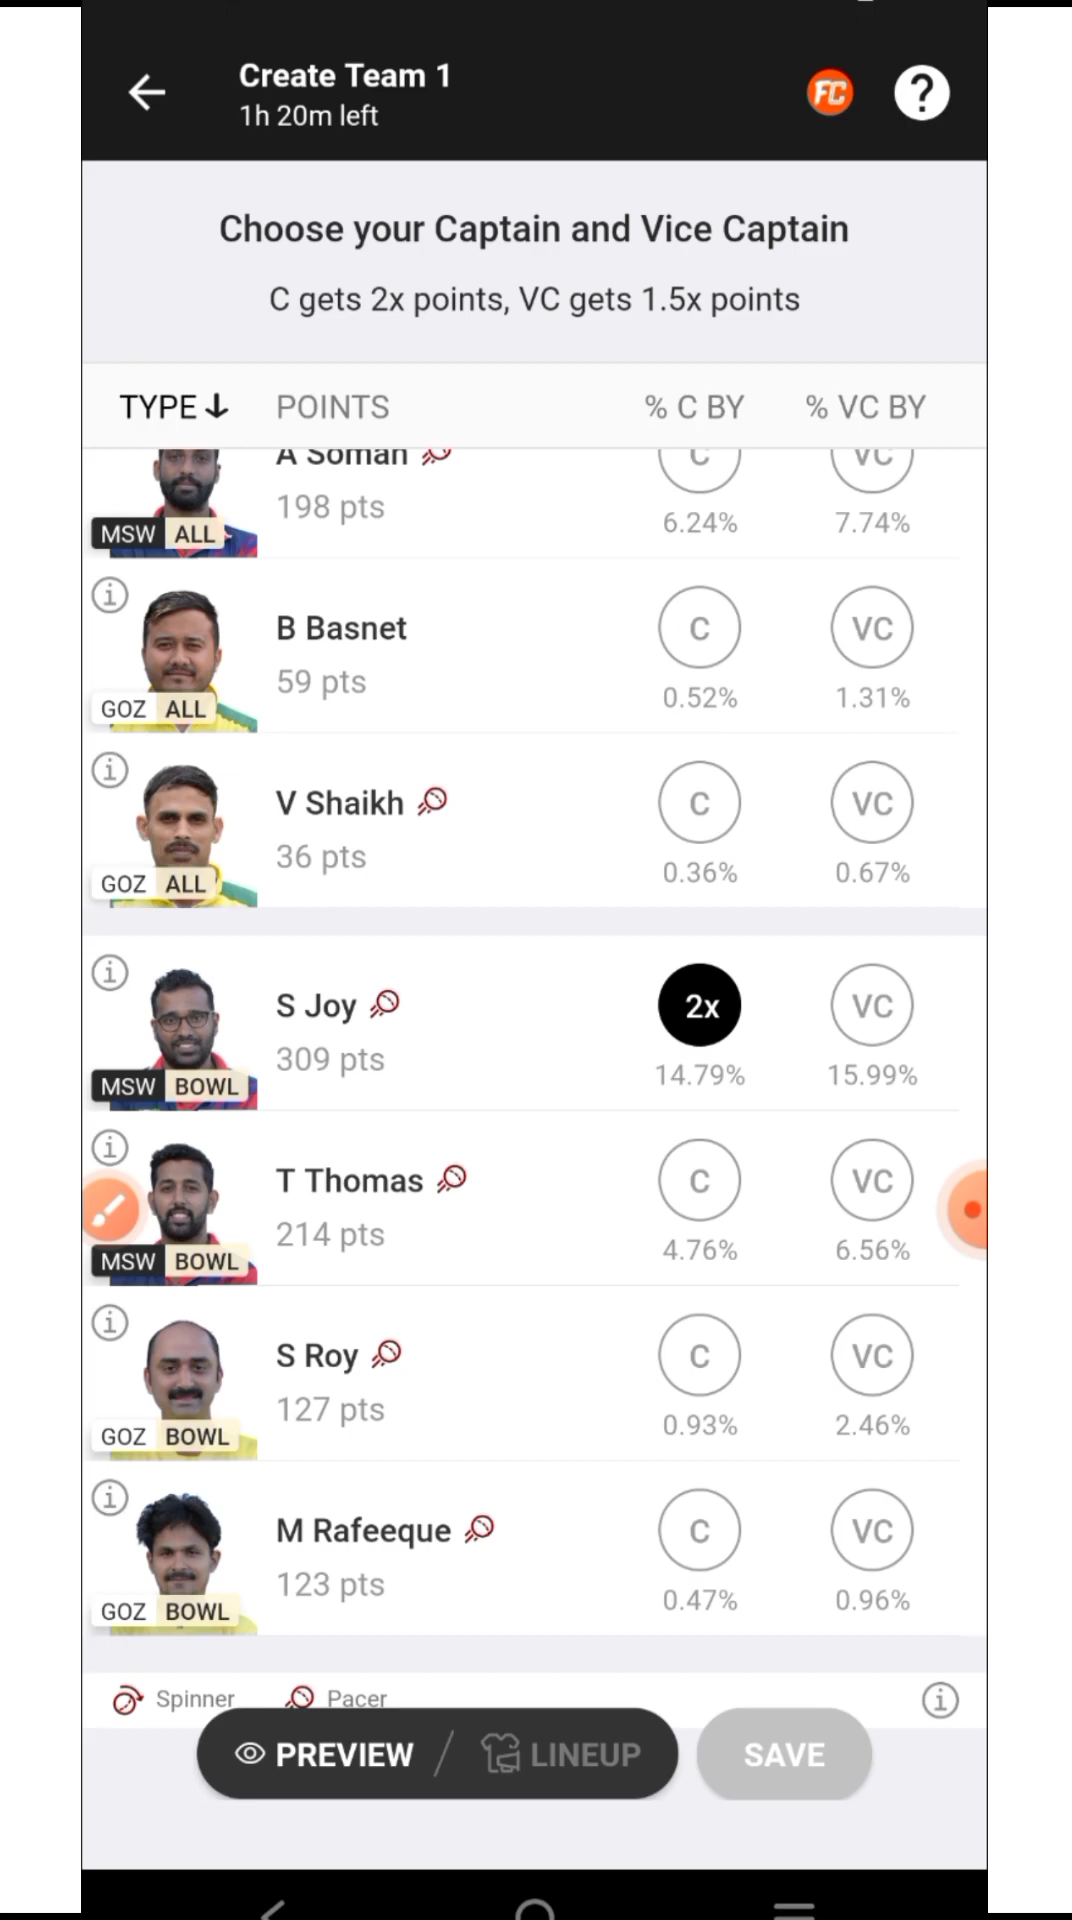 Create Team 1
1h 20m left
FC
?
Choose your Captain and Vice Captain
C gets 2x points, VC gets 1.5x points
TYPE POINTS % C BY % VC BY
A Soman C VC
198 pts 6.24% 7.74%
MSW ALL
B Basnet C VC
59 pts 0.52% 1.31%
GOZ ALL
V Shaikh C VC
36 pts 0.36% 0.67%
GOZ ALL
S Joy 2x VC
309 pts 14.79% 15.99%
MSW BOWL
T Thomas C VC
214 pts 4.76% 6.56%
MSW BOWL
S Roy C VC
127 pts 0.93% 2.46%
GOZ BOWL
M Rafeeque C VC
123 pts 0.47% 0.96%
GOZ BOWL
Spinner Pacer
PREVIEW / LINEUP SAVE